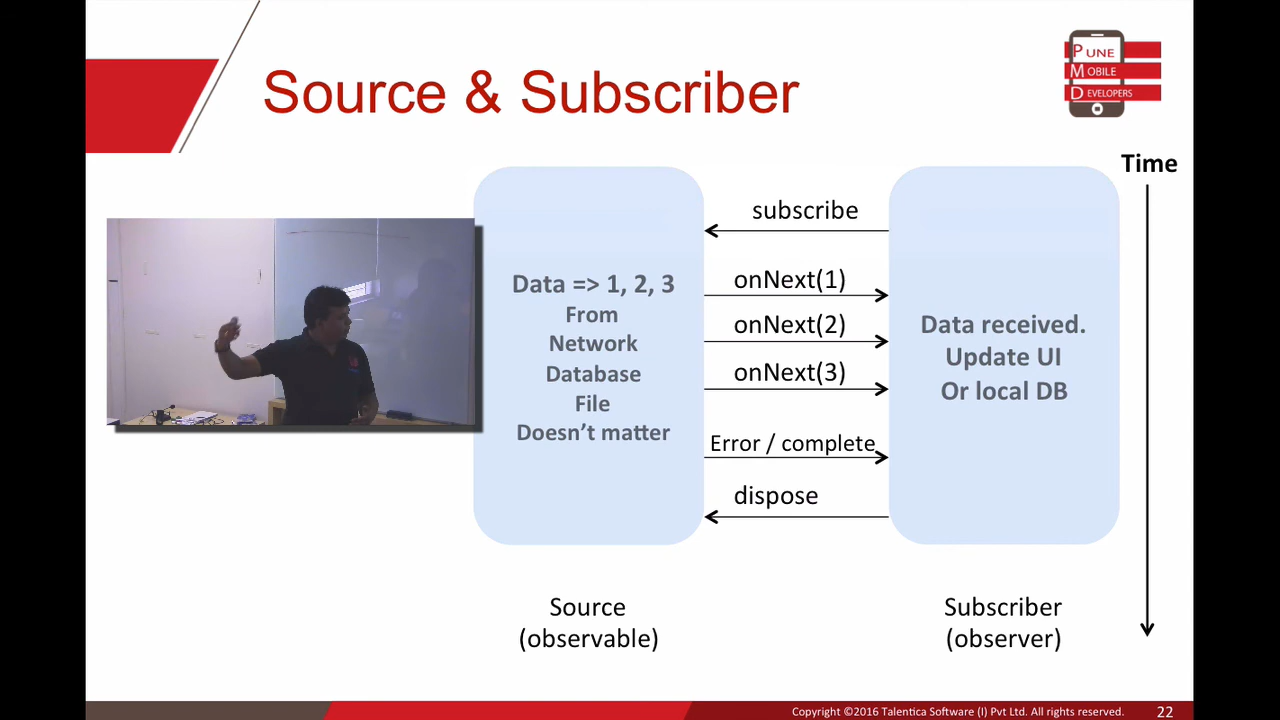 Source & Subscriber
PUNE
MOBILE
DEVELOPERS
Time
subscribe
Data => 1, 2, 3
From
Network
Database
File
Doesn't matter
onNext(1)
onNext(2)
onNext(3)
Error / complete
dispose
Data received.
Update UI
Or local DB
Source
(observable)
Subscriber
(observer)
Copyright ©2016 Talentica Software (I) Pvt Ltd. All rights reserved.
22